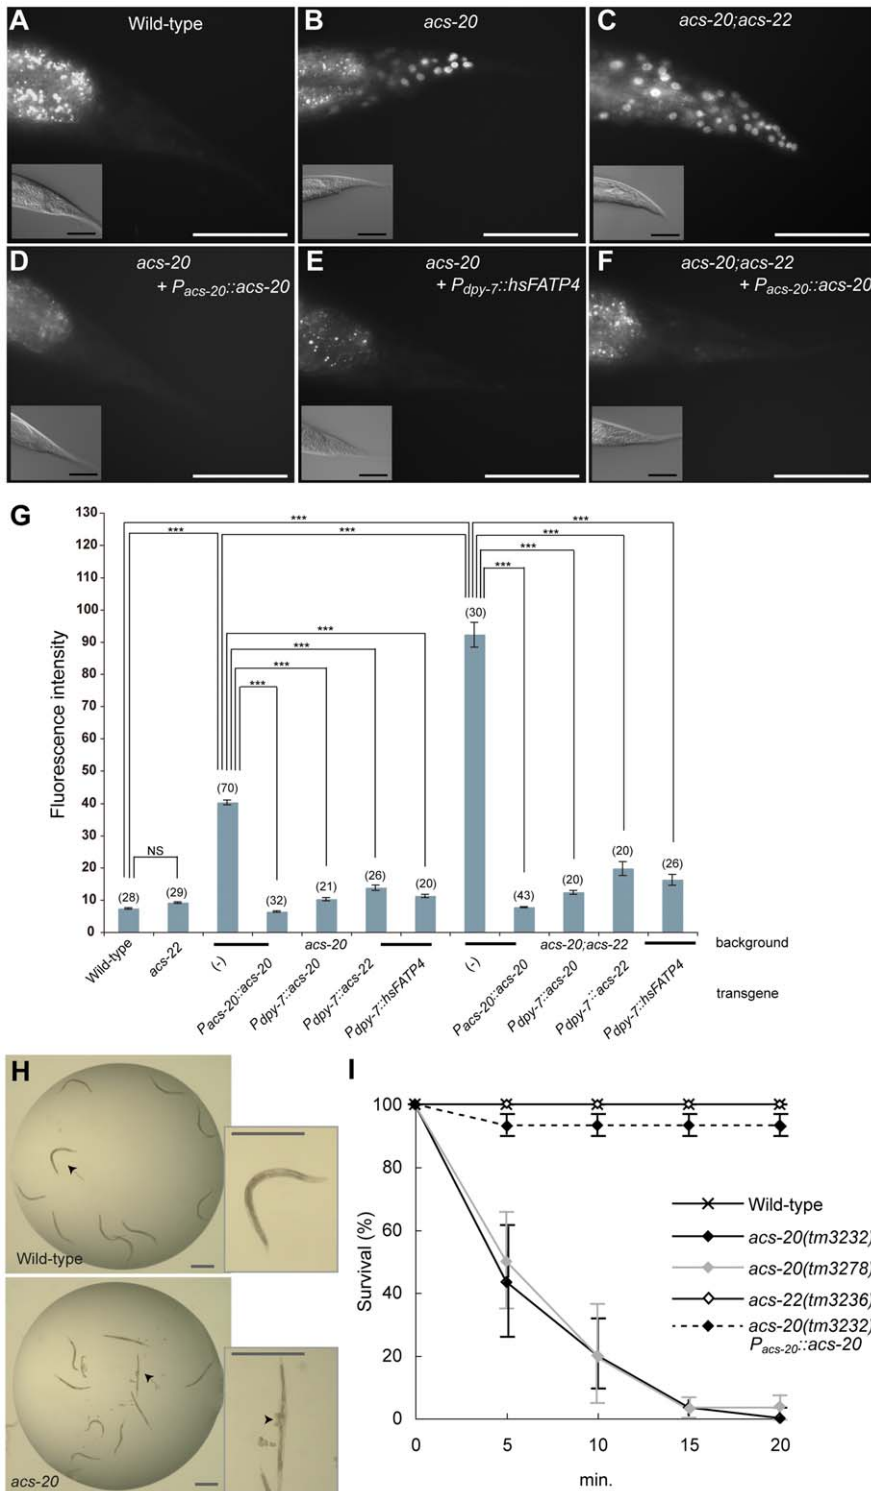 A
Wild-type
B
acs-20
C
acs-20;acs-22
D
acs-20
+ Pacs-20::acs-20
E
acs-20
+ Pdpy-7::hsFATP4
F
acs-20;acs-22
+ Pacs-20::acs-20
G
Fluorescence intensity
130
120
110
100
90
80
70
60
50
40
30
20
10
0
***
***
***
***
***
***
***
***
***
***
***
NS
(28)
(29)
(70)
(32)
(21)
(26)
(20)
(30)
(43)
(20)
(20)
(26)
Wild-type
acs-22
(-)
Pacs-20::acs-20
Pdpy-7::acs-20
Pdpy-7::acs-22
Pdpy-7::hsFATP4
(-)
Pacs-20::acs-20
Pdpy-7::acs-20
Pdpy-7::acs-22
Pdpy-7::hsFATP4
acs-20
acs-20;acs-22
background
transgene
H
Wild-type
acs-20
I
Survival (%)
100
80
60
40
20
0
0 5 10 15 20
min.
Wild-type
acs-20(tm3232)
acs-20(tm3278)
acs-22(tm3236)
acs-20(tm3232)
Pacs-20::acs-20